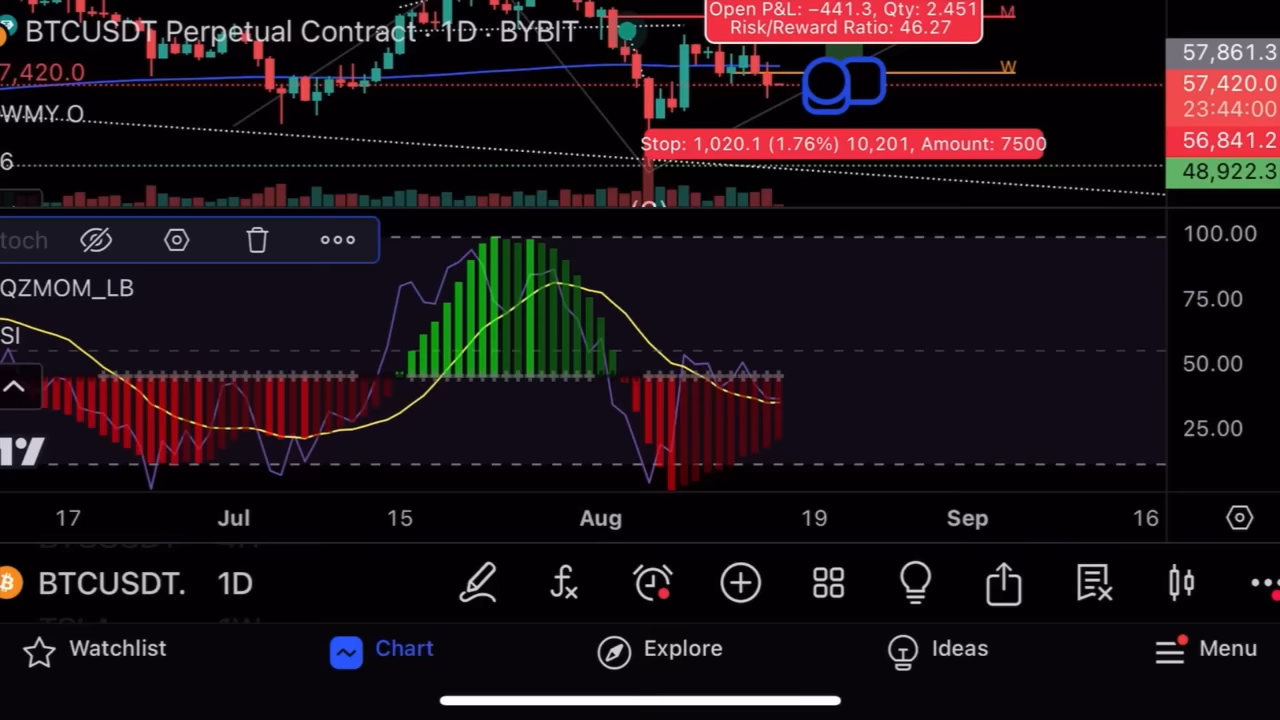 Open P&L: −441.3, Qty: 2.451
Risk/Reward Ratio: 46.27
M
BTCUSDT Perpetual Contract · 1D · BYBIT
57,861.3
W
7,420.0
57,420.0
23:44:00
WMY O
Stop: 1,020.1 (1.76%) 10,201, Amount: 7500
56,841.2
6
48,922.3
toch
100.00
QZMOM_LB
75.00
SI
50.00
25.00
17
Jul
15
Aug
19
Sep
16
BTCUSDT.
1D
Watchlist
Chart
Explore
Ideas
Menu